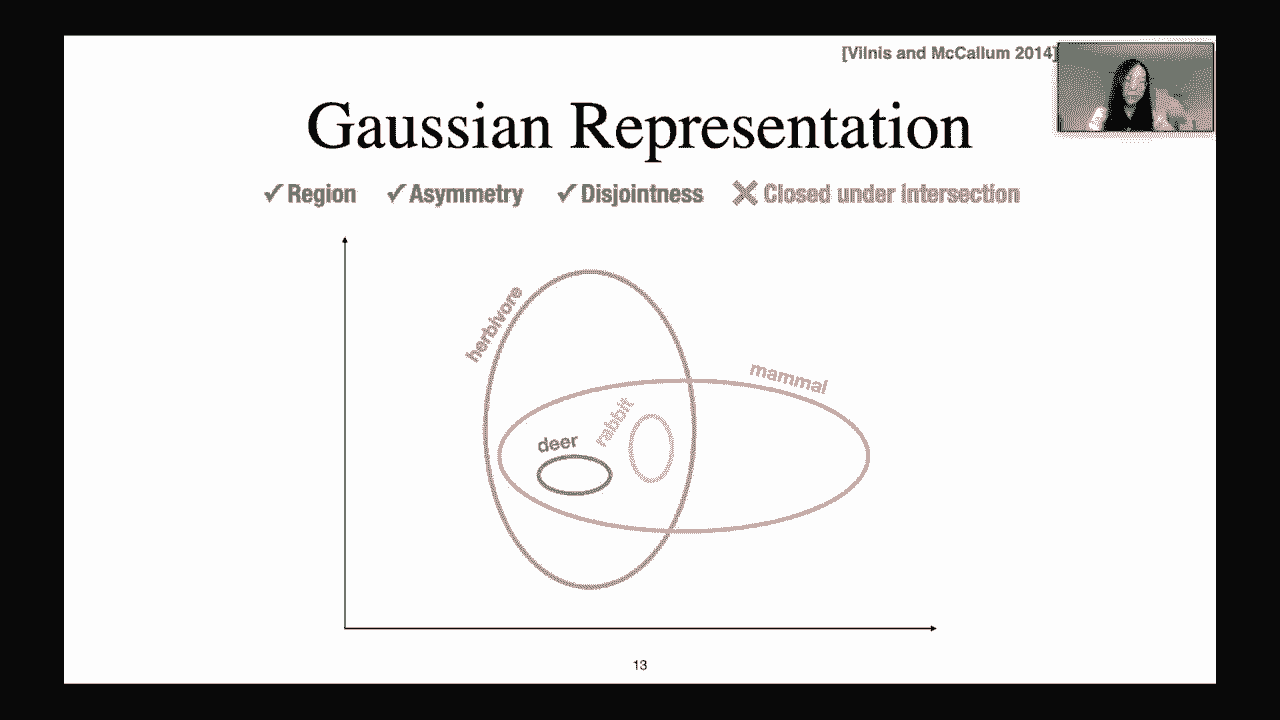 [Vilnis and McCallum 2014]
Gaussian Representation
✓ Region ✓ Asymmetry ✓ Disjointness ✕ Closed under intersection
herbivore
mammal
rabbit
deer
13